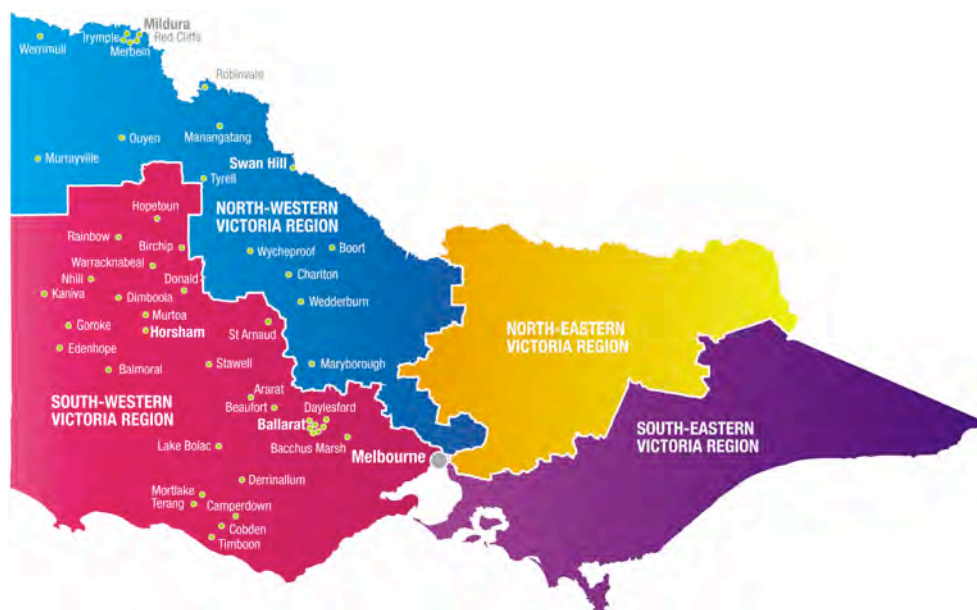 Mildura
Irymple
Red Cliffs
Werrimull
Merbein
Robinvale
Ouyen
Manangatang
Murrayville
Swan Hill
Tyrell
NORTH-WESTERN
VICTORIA REGION
Hopetoun
Rainbow
Birchip
Wycheproof
Boort
Warracknabeal
Nhill
Donald
Charlton
Kaniva
Dimboola
Wedderburn
Murtoa
Goroke
Horsham
St Arnaud
NORTH-EASTERN
VICTORIA REGION
Edenhope
Balmoral
Stawell
Maryborough
SOUTH-WESTERN
VICTORIA REGION
Ararat
Beaufort
Daylesford
Ballarat
SOUTH-EASTERN
VICTORIA REGION
Lake Bolac
Bacchus Marsh
Melbourne
Derrinallum
Mortlake
Terang
Camperdown
Cobden
Timboon